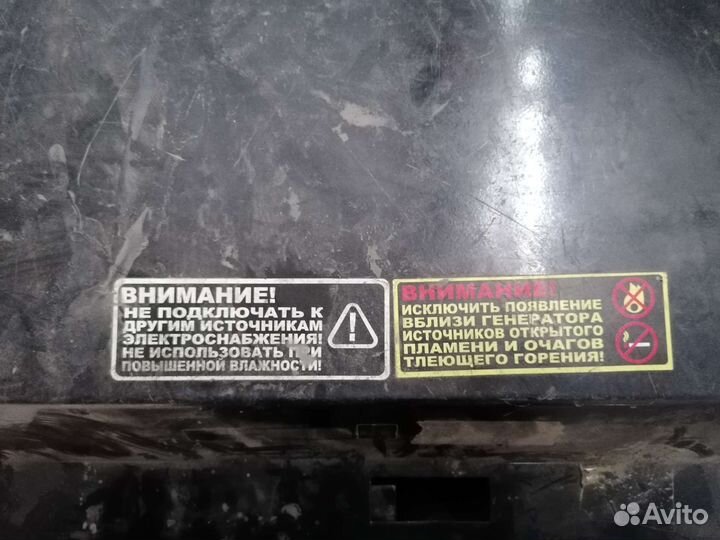 ВНИМАНИЕ!
НЕ ПОДКЛЮЧАТЬ К
ДРУГИМ ИСТОЧНИКАМ
ЭЛЕКТРОСНАБЖЕНИЯ!
НЕ ИСПОЛЬЗОВАТЬ ПРИ
ПОВЫШЕННОЙ ВЛАЖНОСТИ!
ВНИМАНИЕ!
ИСКЛЮЧИТЬ ПОЯВЛЕНИЕ
ВБЛИЗИ ГЕНЕРАТОРА
ИСТОЧНИКОВ ОТКРЫТОГО
ПЛАМЕНИ И ОЧАГОВ
ТЛЕЮЩЕГО ГОРЕНИЯ!
Avito